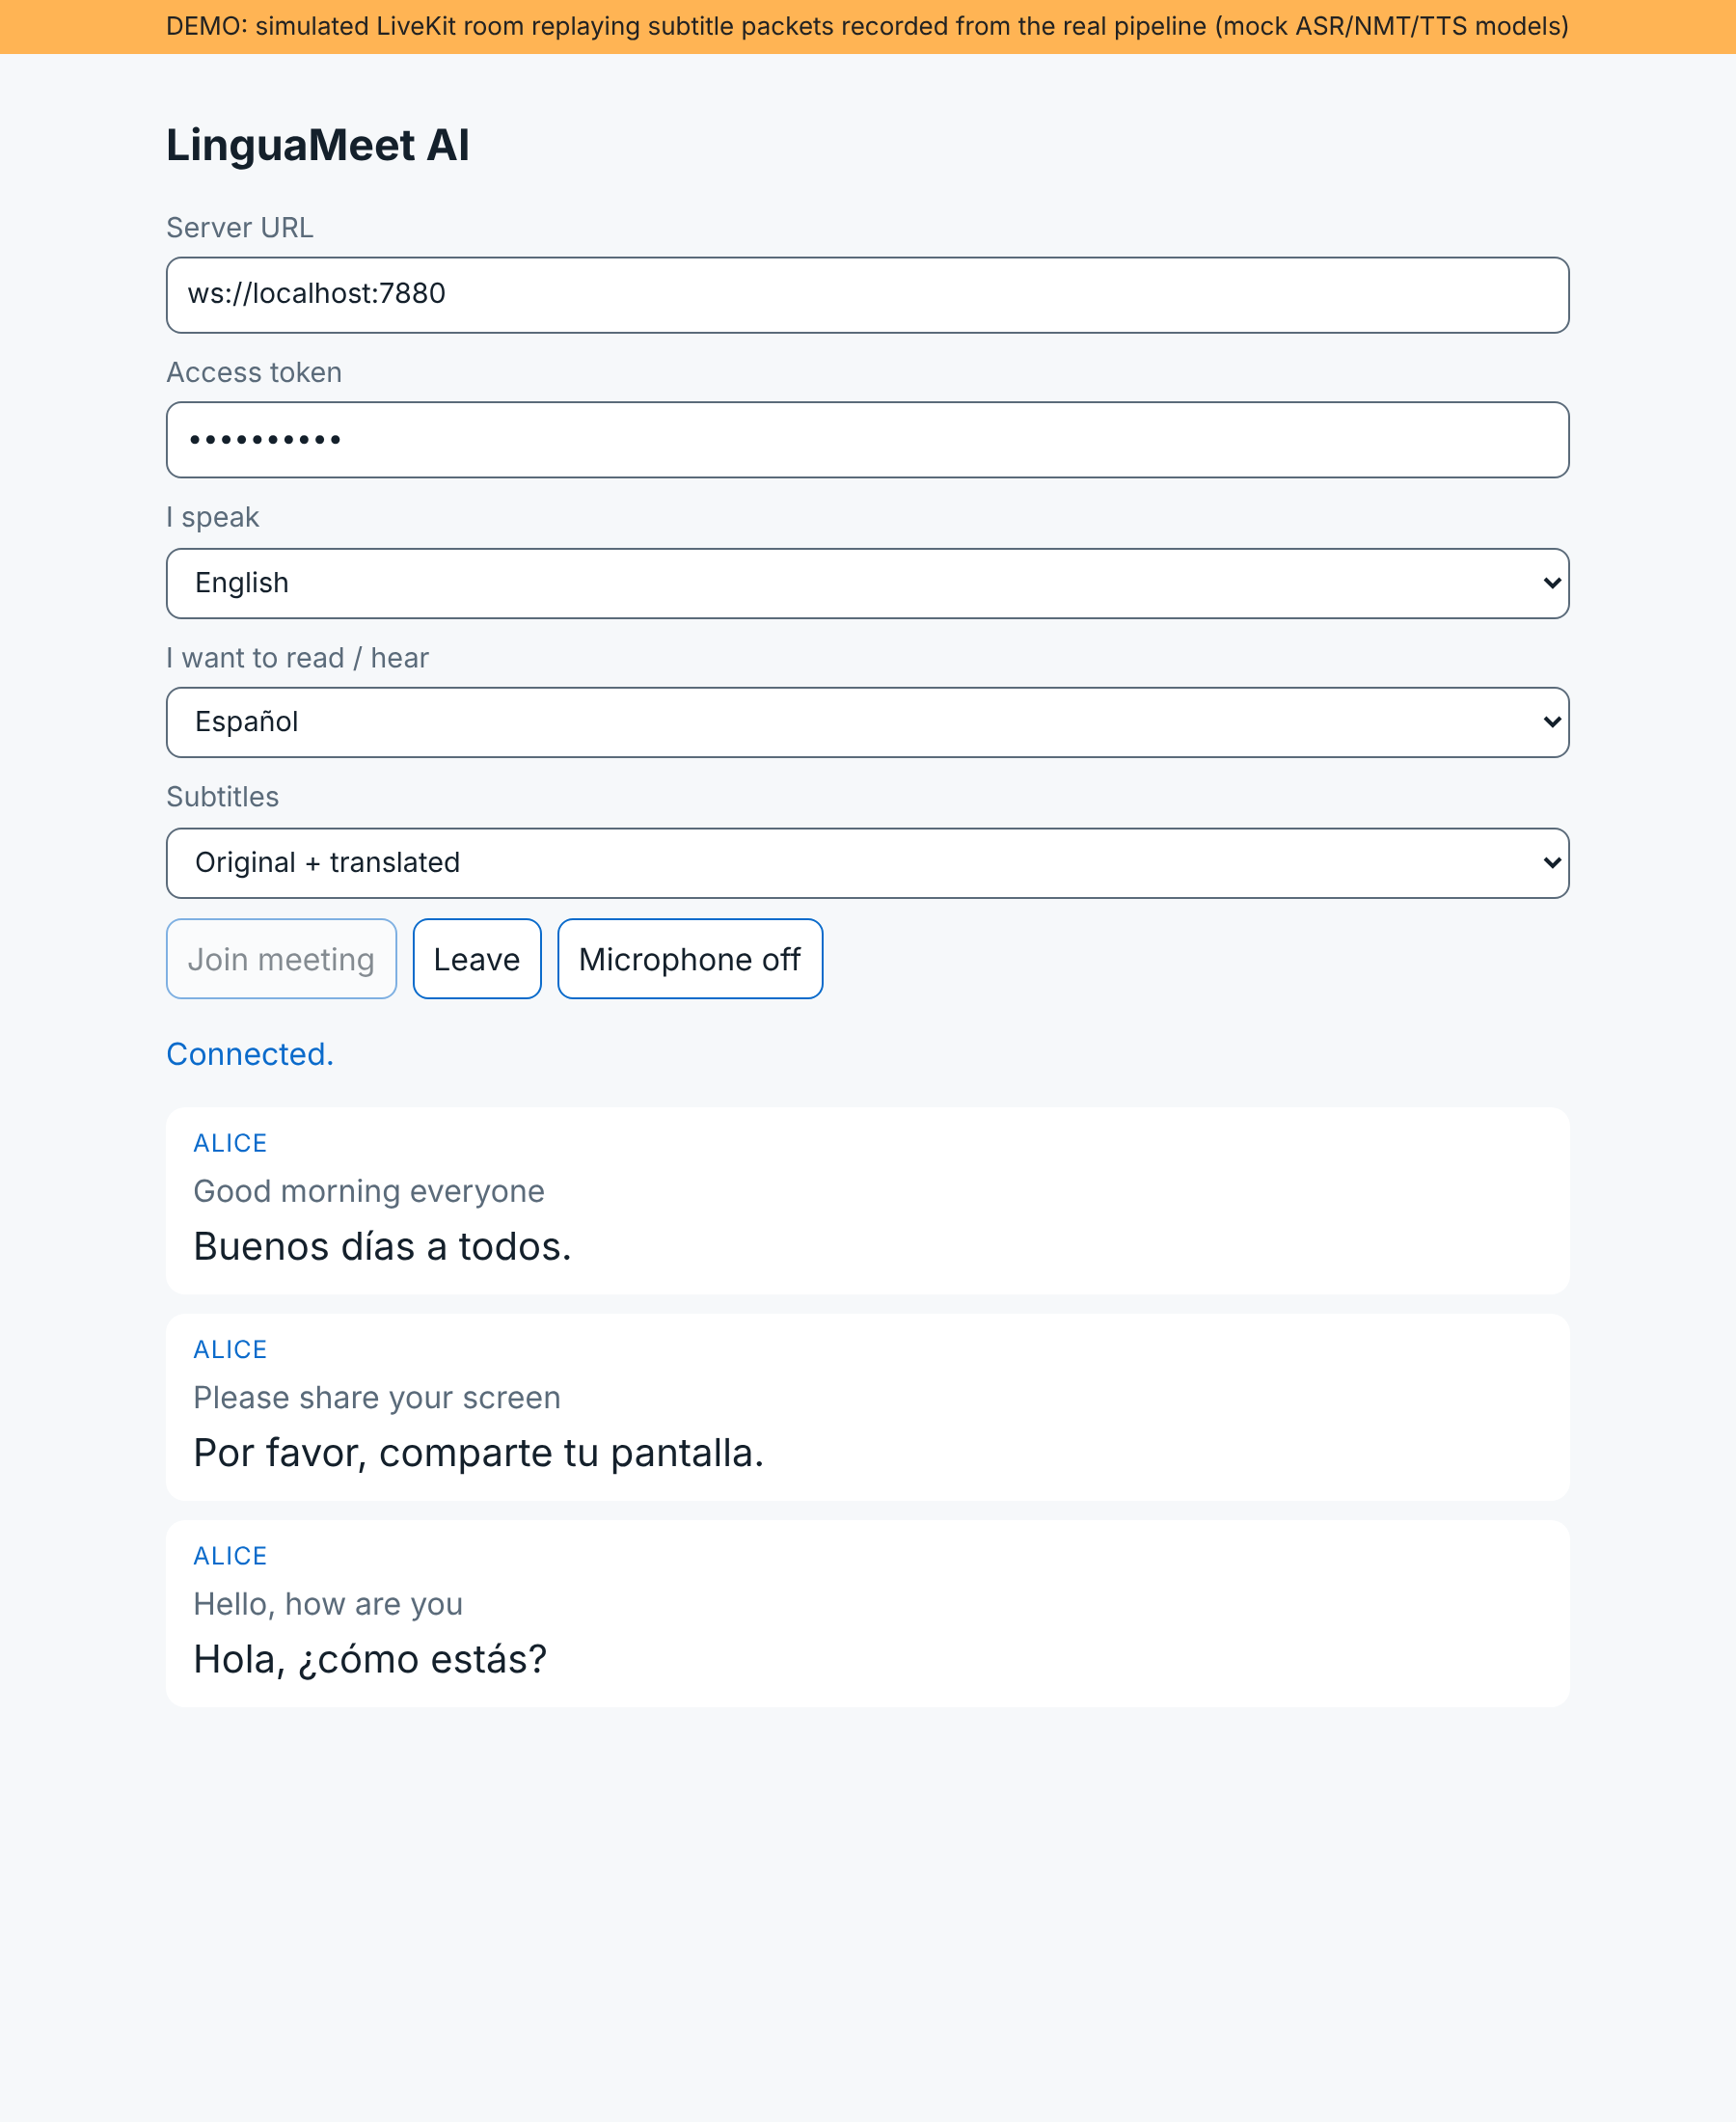 DEMO: simulated LiveKit room replaying subtitle packets recorded from the real pipeline (mock ASR/NMT/TTS models)
LinguaMeet AI
Server URL
ws://localhost:7880
Access token
••••••••••
I speak
English
I want to read / hear
Español
Subtitles
Original + translated
Join meeting Leave Microphone off
Connected.
ALICE
Good morning everyone
Buenos días a todos.
ALICE
Please share your screen
Por favor, comparte tu pantalla.
ALICE
Hello, how are you
Hola, ¿cómo estás?